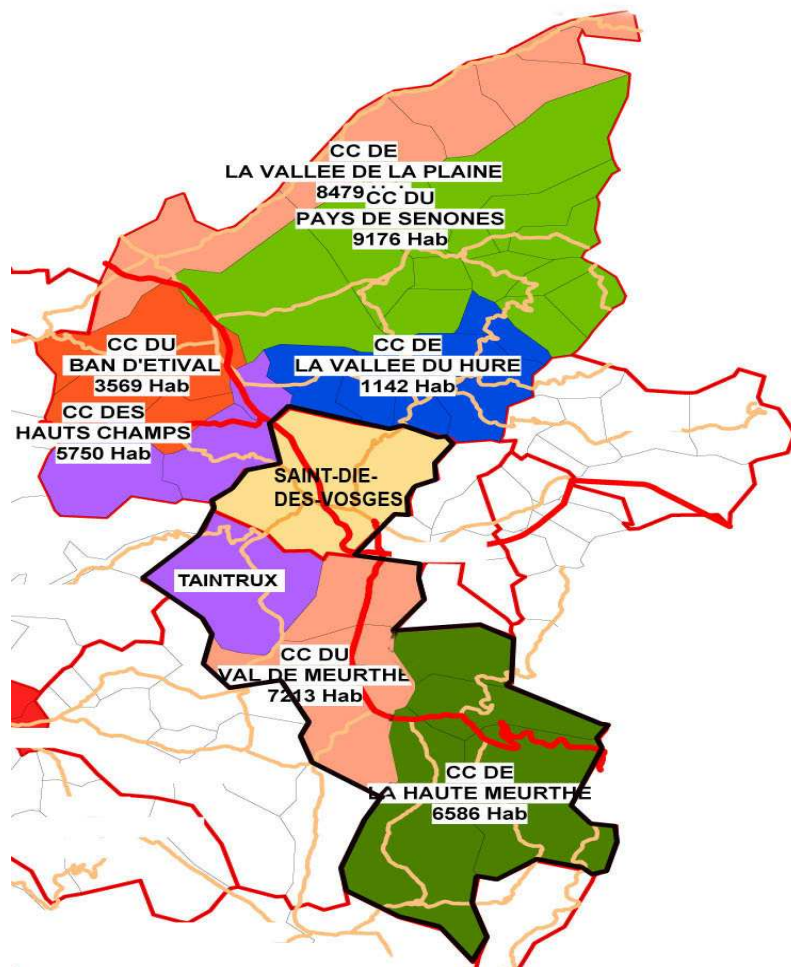 CC DE
LA VALLEE DE LA PLAINE
8479 Hab
CC DU
PAYS DE SENONES
9176 Hab
CC DU
BAN D'ETIVAL
3569 Hab
CC DE
LA VALLEE DU HURE
1142 Hab
CC DES
HAUTS CHAMPS
5750 Hab
SAINT-DIE-
DES-VOSGES
TAINTRUX
CC DU
VAL DE MEURTHE
7213 Hab
CC DE
LA HAUTE MEURTHE
6586 Hab